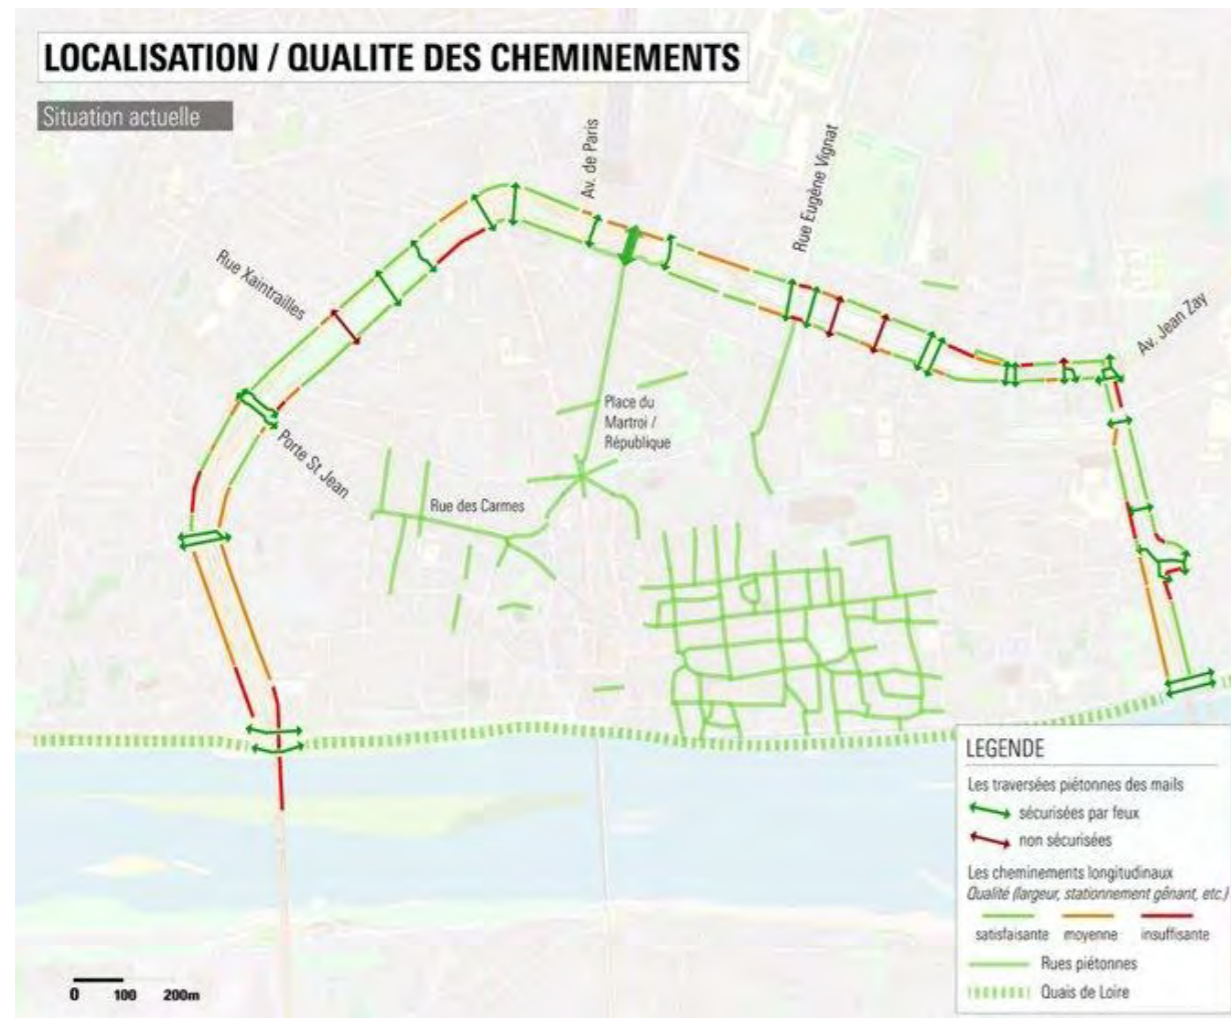 LOCALISATION / QUALITE DES CHEMINEMENTS
Situation actuelle
Av. de Paris
Rue Eugène Vignat
Rue Xaintrailles
Av. Jean Zay
Place du
Martroi /
République
Porte St Jean
Rue des Carmes
LEGENDE
Les traversées piétonnes des mails
sécurisées par feux
non sécurisées
Les cheminements longitudinaux
Qualité (largeur, stationnement gênant, etc.)
satisfaisante moyenne insuffisante
Rues piétonnes
Quais de Loire
0 100 200m